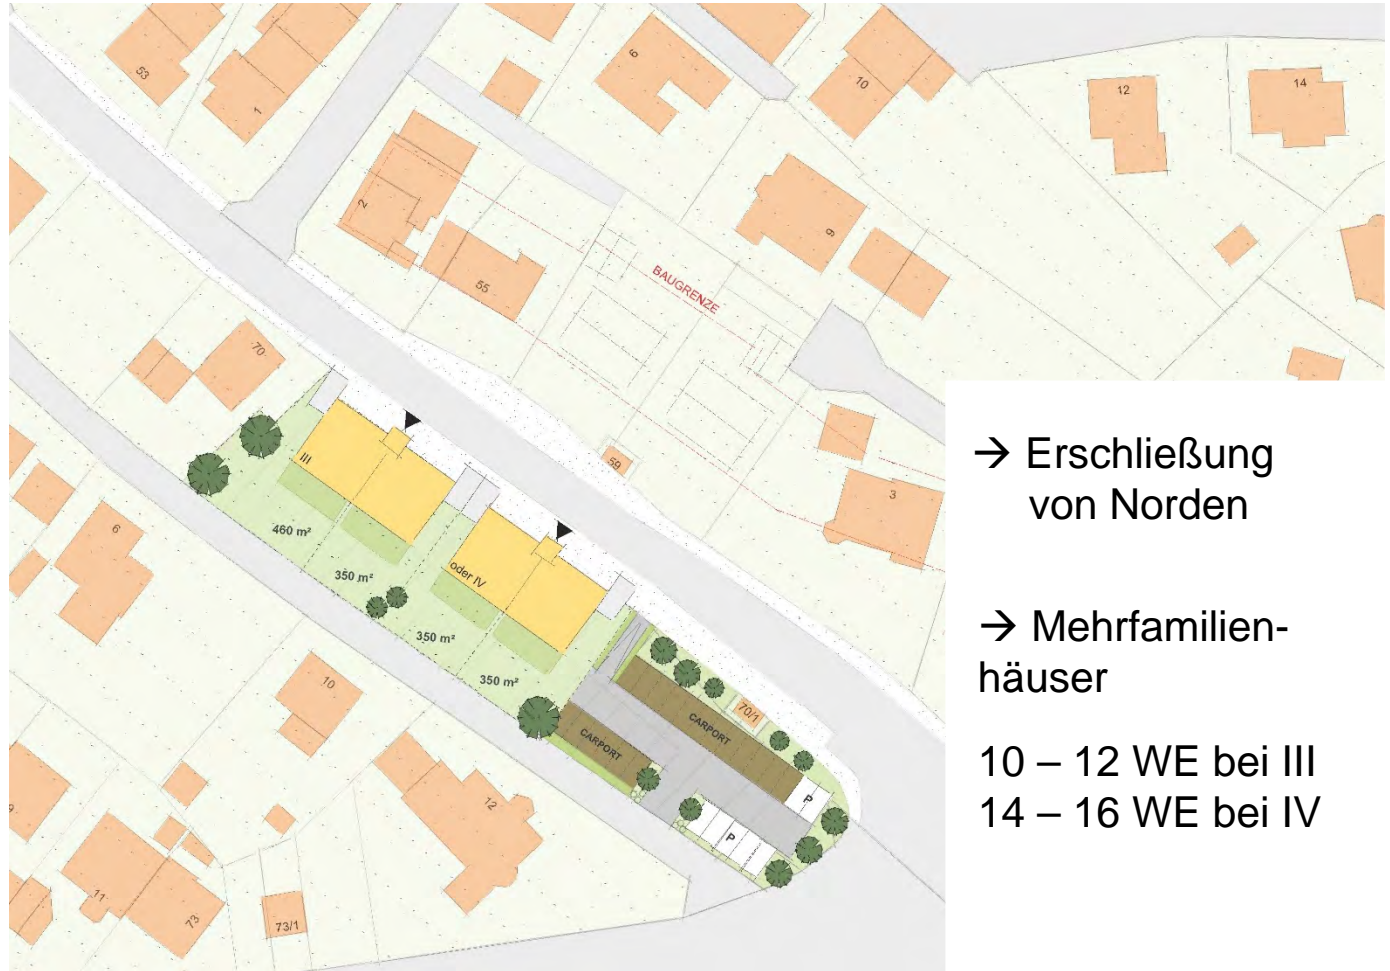 53
1
6
10
12
14
2
55
9
BAUGRENZE
70
III
59
3
460 m²
350 m²
oder IV
350 m²
350 m²
6
10
CARPORT
CARPORT
70/1
P
P
12
11
73
73/1
→ Erschließung
von Norden
→ Mehrfamilien-
häuser
10 – 12 WE bei III
14 – 16 WE bei IV